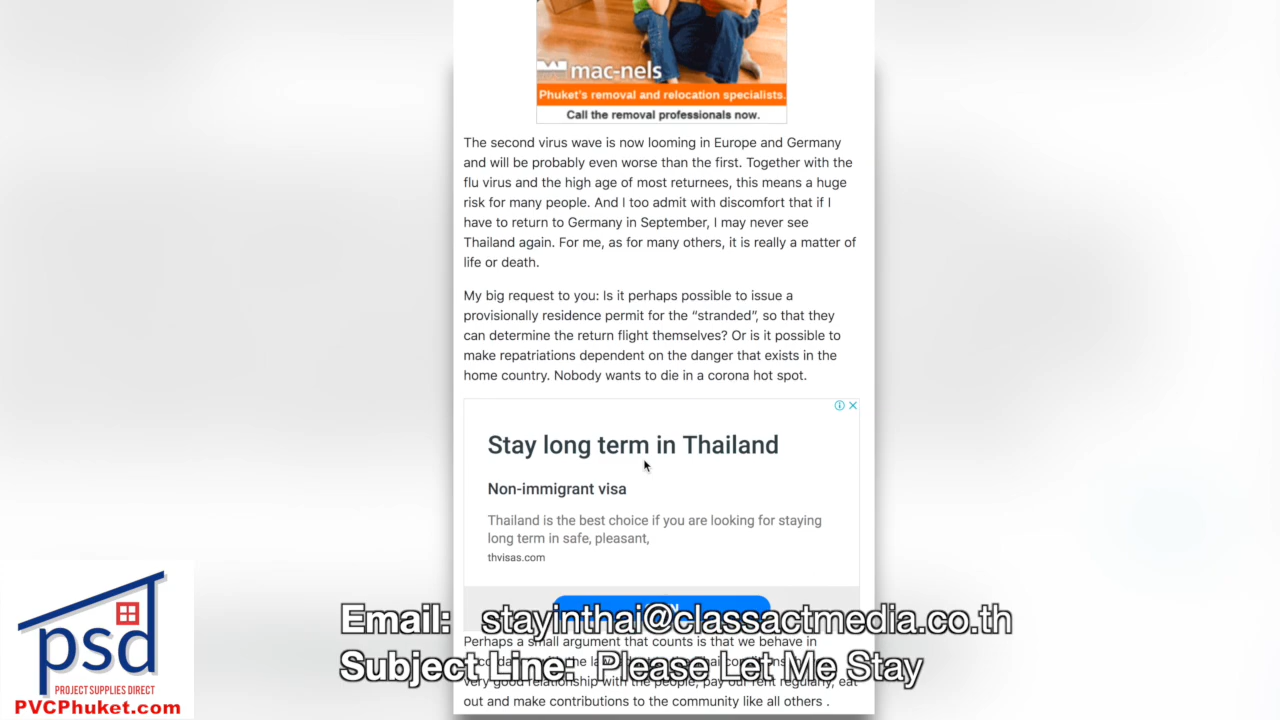 mac-nels
Phuket's removal and relocation specialists.
Call the removal professionals now.
The second virus wave is now looming in Europe and Germany
and will be probably even worse than the first. Together with the
flu virus and the high age of most returnees, this means a huge
risk for many people. And I too admit with discomfort that if I
have to return to Germany in September, I may never see
Thailand again. For me, as for many others, it is really a matter of
life or death.
My big request to you: Is it perhaps possible to issue a
provisionally residence permit for the “stranded”, so that they
can determine the return flight themselves? Or is it possible to
make repatriations dependent on the danger that exists in the
home country. Nobody wants to die in a corona hot spot.
Stay long term in Thailand
Non-immigrant visa
Thailand is the best choice if you are looking for staying
long term in safe, pleasant,
thvisas.com
Email: stayinthai@classactmedia.co.th
Perhaps a small argument that counts is that we behave in
Subject Line: Please Let Me Stay
very good relationship with the people, pay our rent regularly, eat
out and make contributions to the community like all others .
psd
PROJECT SUPPLIES DIRECT
PVCPhuket.com